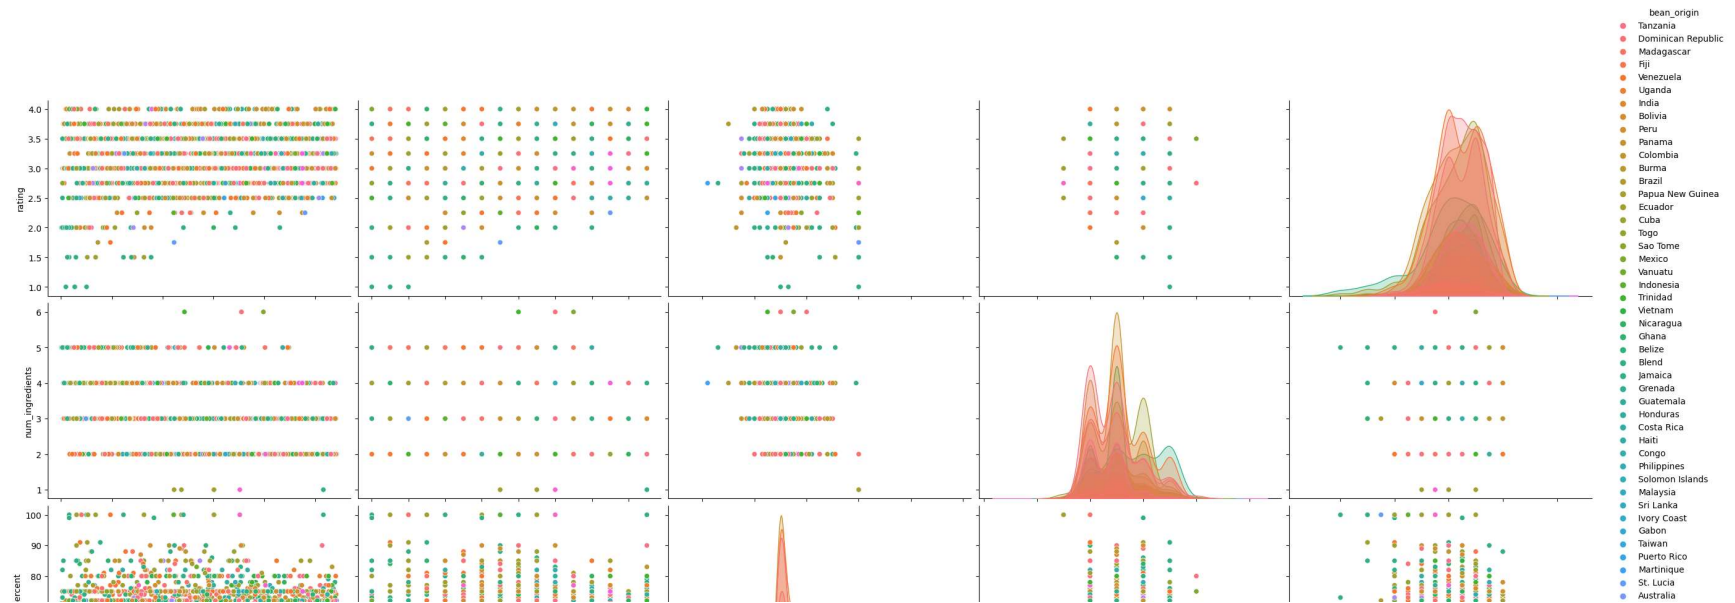 bean_origin
Tanzania
Dominican Republic
Madagascar
Fiji
Venezuela
Uganda
India
Bolivia
Peru
Panama
Colombia
Burma
Brazil
Papua New Guinea
Ecuador
Cuba
Togo
Sao Tome
Mexico
Vanuatu
Indonesia
Trinidad
Vietnam
Nicaragua
Ghana
Belize
Blend
Jamaica
Grenada
Guatemala
Honduras
Costa Rica
Haiti
Congo
Philippines
Solomon Islands
Malaysia
Sri Lanka
Ivory Coast
Gabon
Taiwan
Puerto Rico
Martinique
St. Lucia
Australia
rating
4.0
3.5
3.0
2.5
2.0
1.5
1.0
num_ingredients
6
5
4
3
2
1
ercent
100
90
80